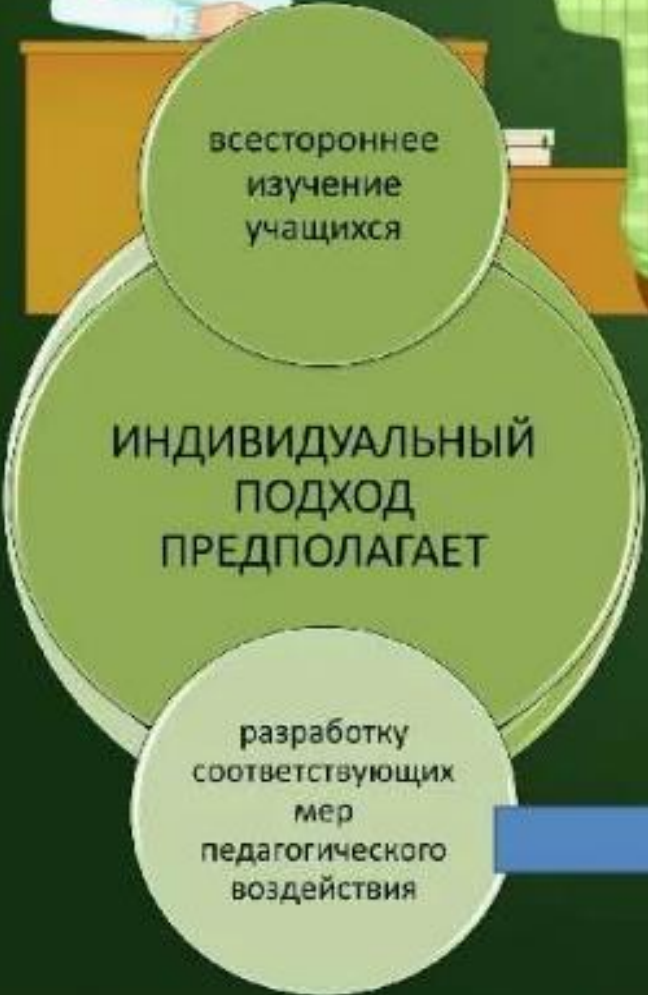 всестороннее
изучение
учащихся
ИНДИВИДУАЛЬНЫЙ
ПОДХОД
ПРЕДПОЛАГАЕТ
разработку
соответствующих
мер
педагогического
воздействия